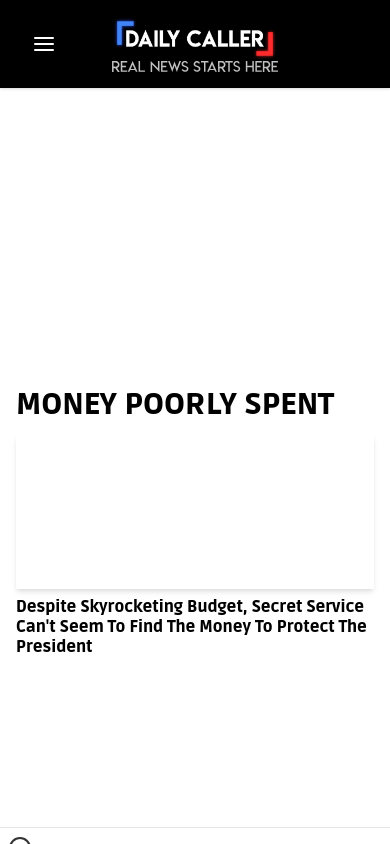 DAILY CALLER
REAL NEWS STARTS HERE
MONEY POORLY SPENT
Despite Skyrocketing Budget, Secret Service
Can't Seem To Find The Money To Protect The
President